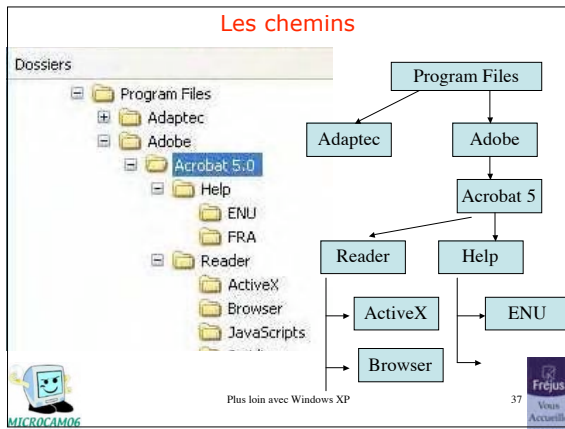 Les chemins
Dossiers
Program Files
Adaptec
Adobe
Acrobat 5.0
Help
ENU
FRA
Reader
ActiveX
Browser
JavaScripts
Program Files
Adaptec
Adobe
Acrobat 5
Reader
Help
ActiveX
ENU
Browser
MICROCAM06
Plus loin avec Windows XP
37
Fréjus
Vous
Accueille